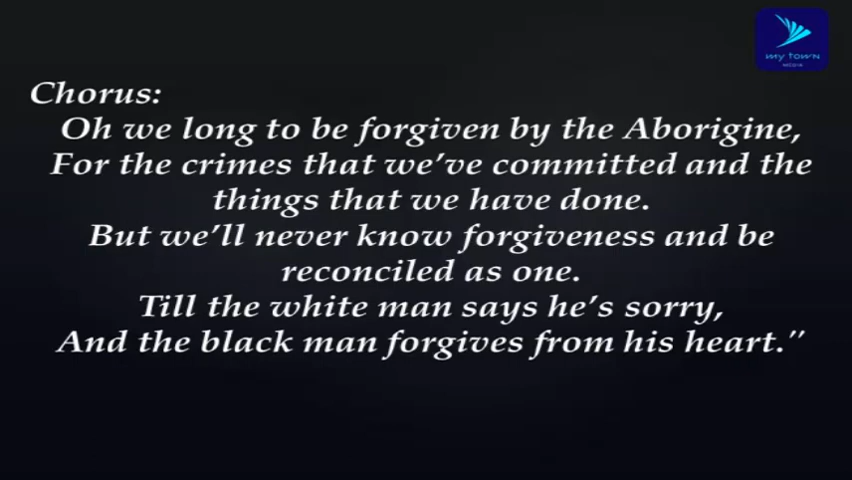 my town
MEDIA
Chorus:
Oh we long to be forgiven by the Aborigine,
For the crimes that we've committed and the
things that we have done.
But we'll never know forgiveness and be
reconciled as one.
Till the white man says he's sorry,
And the black man forgives from his heart."